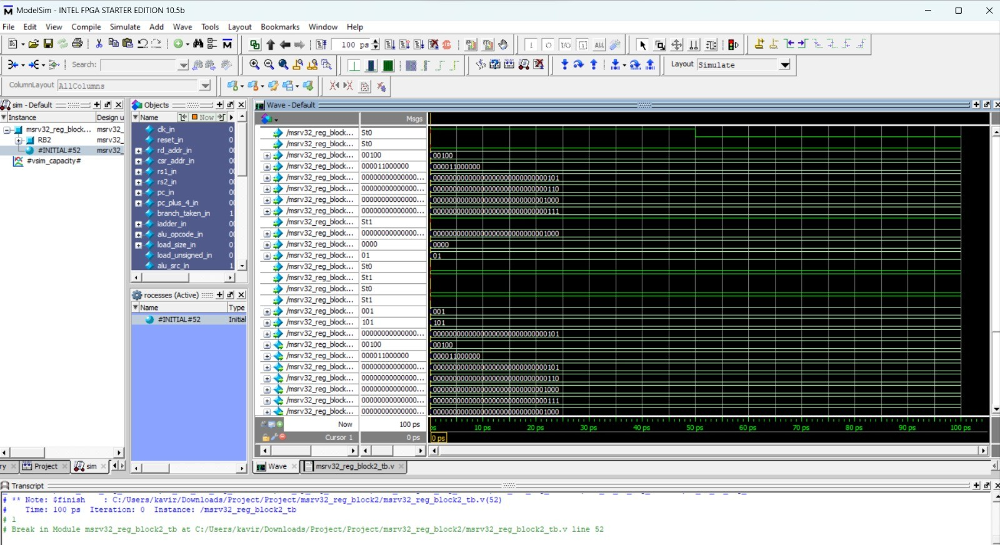 ModelSim - INTEL FPGA STARTER EDITION 10.5b
File Edit View Compile Simulate Add Wave Tools Layout Bookmarks Window Help
100 ps
I/O ALL
Search:
Layout Simulate
ColumnLayout AllColumns
sim - Default
Instance Design u
msrv32_reg_block... msrv32_
RB2 msrv32_
#INITIAL#52 msrv32_
#vsim_capacity#
Objects
Name Now
clk_in 0
reset_in 0
rd_addr_in 00
csr_addr_in 00
rs1_in 00
rs2_in 00
pc_in 00
pc_plus_4_in 00
branch_taken_in 1
iadder_in 00
alu_opcode_in 00
load_size_in 0
load_unsigned_in 0
alu_src_in 1
rocesses (Active)
Name Type
#INITIAL#52 Initial
Wave - Default
Msgs
/msrv32_reg_block... St0
/msrv32_reg_block... St0
/msrv32_reg_block... 00100 00100
/msrv32_reg_block... 000011000000 000011000000
/msrv32_reg_block... 00000000000000... 00000000000000000000000000000101
/msrv32_reg_block... 00000000000000... 00000000000000000000000000000110
/msrv32_reg_block... 00000000000000... 00000000000000000000000000001000
/msrv32_reg_block... 00000000000000... 00000000000000000000000000000111
/msrv32_reg_block... St1
/msrv32_reg_block... 00000000000000... 00000000000000000000000000001000
/msrv32_reg_block... 0000 0000
/msrv32_reg_block... 01 01
/msrv32_reg_block... St0
/msrv32_reg_block... St1
/msrv32_reg_block... St0
/msrv32_reg_block... St1
/msrv32_reg_block... 001 001
/msrv32_reg_block... 101 101
/msrv32_reg_block... 00000000000000... 00000000000000000000000000000101
/msrv32_reg_block... 00100 00100
/msrv32_reg_block... 000011000000 000011000000
/msrv32_reg_block... 00000000000000... 00000000000000000000000000000101
/msrv32_reg_block... 00000000000000... 00000000000000000000000000000110
/msrv32_reg_block... 00000000000000... 00000000000000000000000000001000
/msrv32_reg_block... 00000000000000... 00000000000000000000000000000111
/msrv32_reg_block... 00000000000000... 00000000000000000000000000001000
Now 100 ps
ps 10 ps 20 ps 30 ps 40 ps 50 ps 60 ps 70 ps 80 ps 90 ps 100 ps
Cursor 1 0 ps 0 ps
ry Project sim
Wave msrv32_reg_block2_tb.v
Transcript
# ** Note: $finish : C:/Users/kavir/Downloads/Project/Project/msrv32_reg_block2/msrv32_reg_block2_tb.v(52)
# Time: 100 ps Iteration: 0 Instance: /msrv32_reg_block2_tb
# 1
# Break in Module msrv32_reg_block2_tb at C:/Users/kavir/Downloads/Project/Project/msrv32_reg_block2/msrv32_reg_block2_tb.v line 52